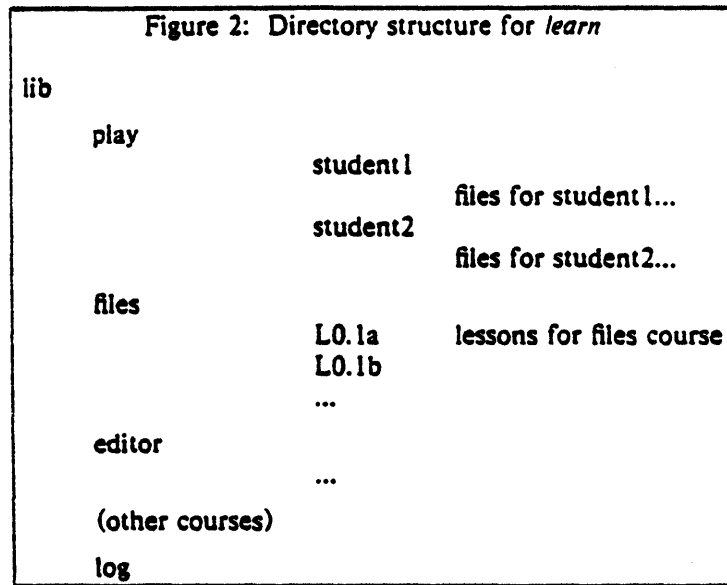 Figure 2: Directory structure for learn
lib
play
student1
files for student1...
student2
files for student2...
files
L0.1a lessons for files course
L0.1b
...
editor
...
(other courses)
log